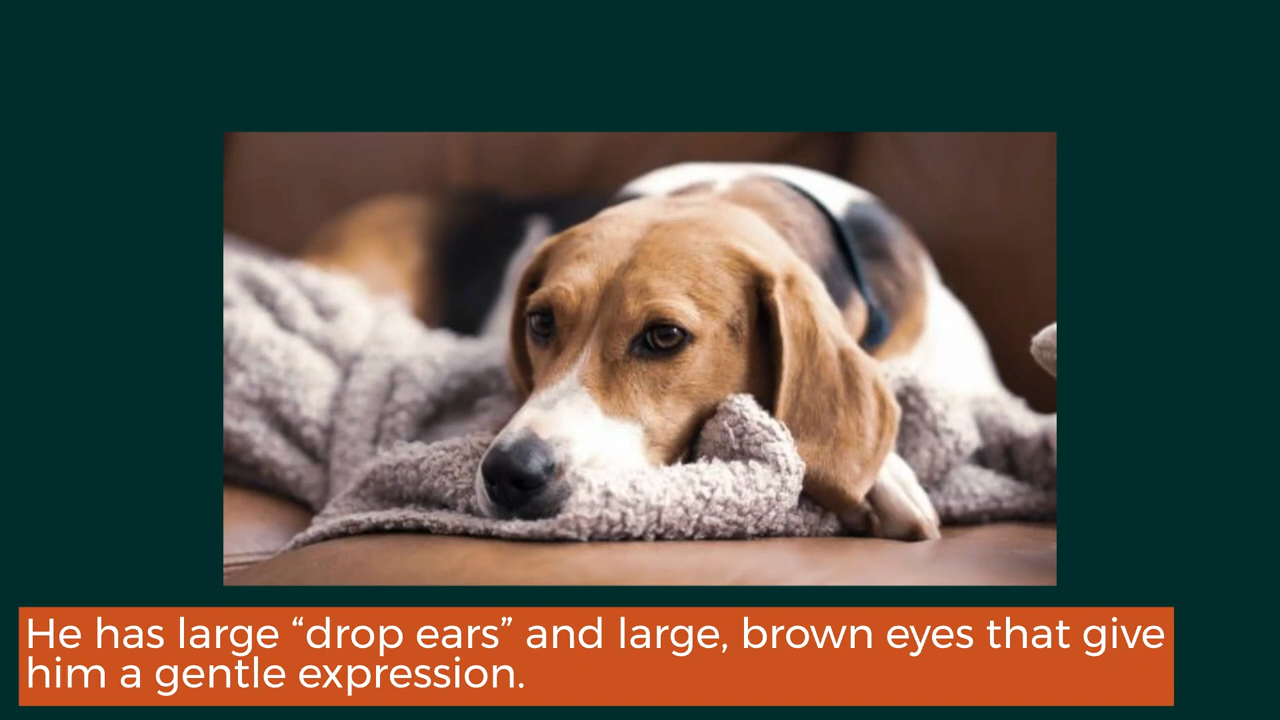 He has large “drop ears” and large, brown eyes that give
him a gentle expression.